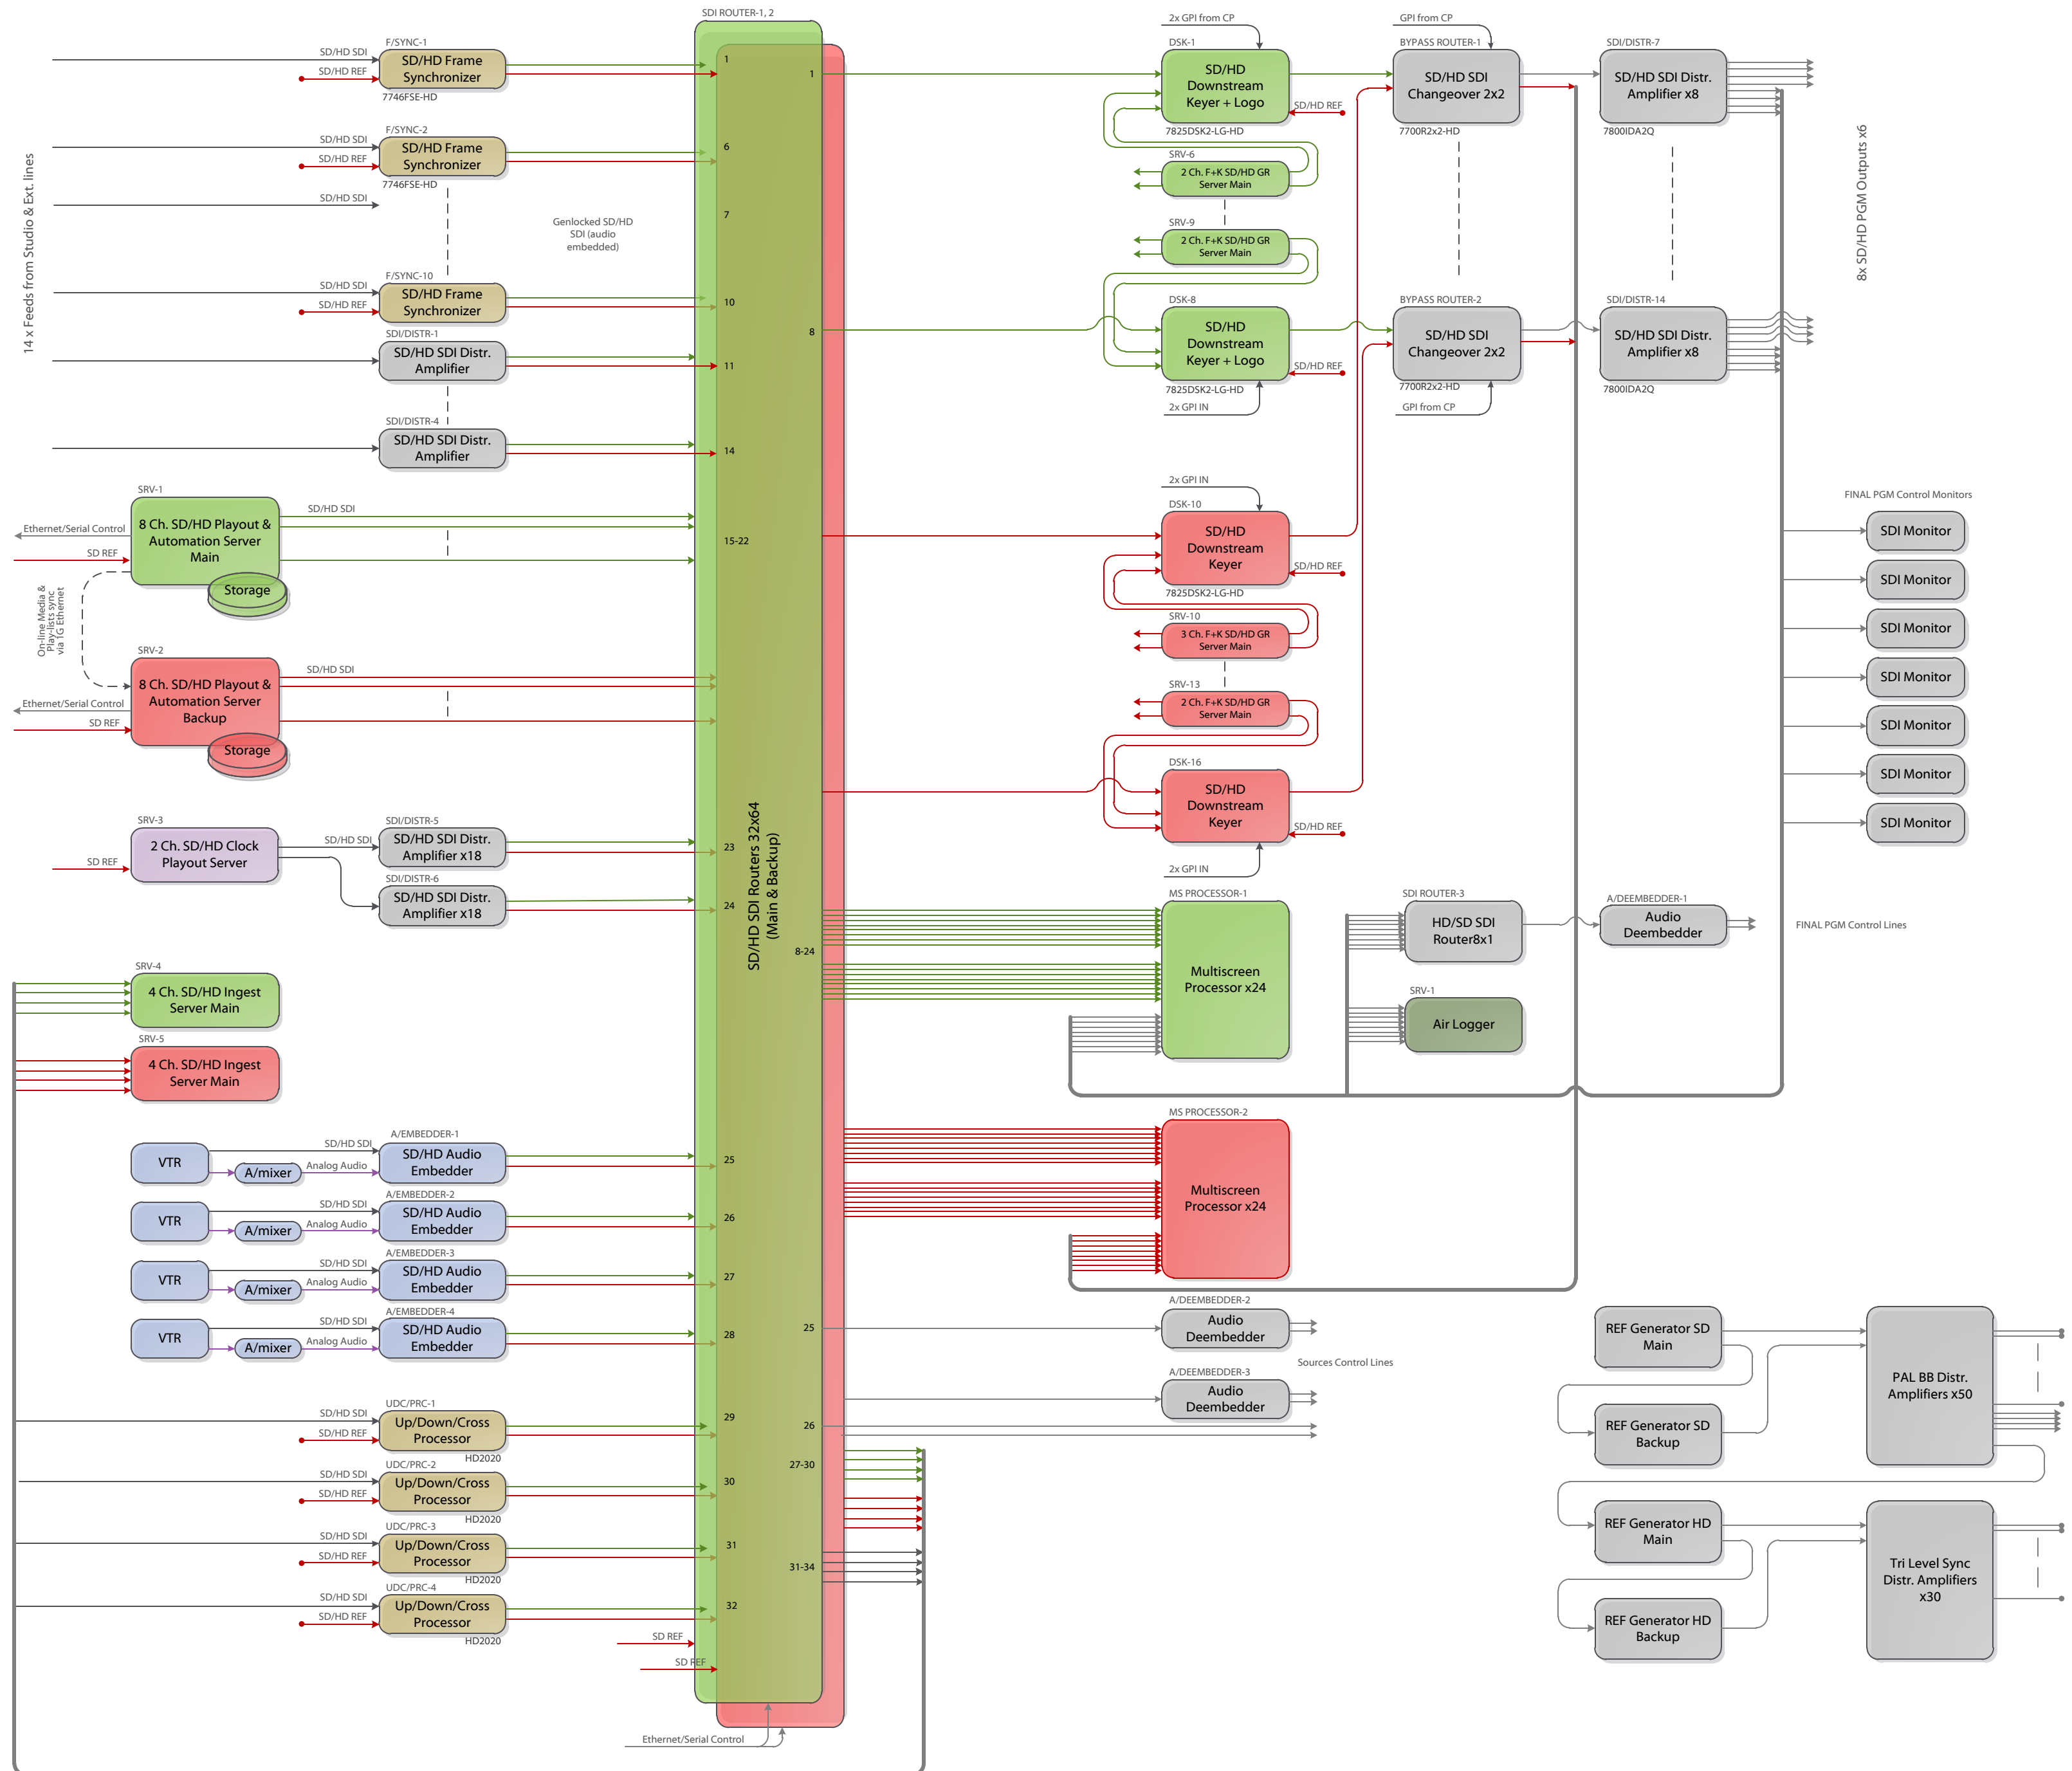 SDI ROUTER-1, 2
14 x Feeds from Studio & Ext. lines
F/SYNC-1
SD/HD SDI
SD/HD REF
SD/HD Frame
Synchronizer
7746FSE-HD
F/SYNC-2
SD/HD SDI
SD/HD REF
SD/HD Frame
Synchronizer
7746FSE-HD
SD/HD SDI
Genlocked SD/HD
SDI (audio
embedded)
F/SYNC-10
SD/HD SDI
SD/HD REF
SD/HD Frame
Synchronizer
SDI/DISTR-1
SD/HD SDI Distr.
Amplifier
SDI/DISTR-4
SD/HD SDI Distr.
Amplifier
SRV-1
8 Ch. SD/HD Playout &
Automation Server
Main
Storage
Ethernet/Serial Control
SD REF
SD/HD SDI
On-line Media &
Play-lists sync
via 1G Ethernet
SRV-2
8 Ch. SD/HD Playout &
Automation Server
Backup
Storage
Ethernet/Serial Control
SD REF
SD/HD SDI
SRV-3
2 Ch. SD/HD Clock
Playout Server
SD REF
SD/HD SDI
SDI/DISTR-5
SD/HD SDI Distr.
Amplifier x18
SDI/DISTR-6
SD/HD SDI Distr.
Amplifier x18
SRV-4
4 Ch. SD/HD Ingest
Server Main
SRV-5
4 Ch. SD/HD Ingest
Server Main
VTR
A/mixer
SD/HD SDI
Analog Audio
A/EMBEDDER-1
SD/HD Audio
Embedder
VTR
A/mixer
SD/HD SDI
Analog Audio
A/EMBEDDER-2
SD/HD Audio
Embedder
VTR
A/mixer
SD/HD SDI
Analog Audio
A/EMBEDDER-3
SD/HD Audio
Embedder
VTR
A/mixer
SD/HD SDI
Analog Audio
A/EMBEDDER-4
SD/HD Audio
Embedder
UDC/PRC-1
SD/HD SDI
SD/HD REF
Up/Down/Cross
Processor
HD2020
UDC/PRC-2
SD/HD SDI
SD/HD REF
Up/Down/Cross
Processor
HD2020
UDC/PRC-3
SD/HD SDI
SD/HD REF
Up/Down/Cross
Processor
HD2020
UDC/PRC-4
SD/HD SDI
SD/HD REF
Up/Down/Cross
Processor
HD2020
SD REF
SD REF
Ethernet/Serial Control
1
6
7
10
11
14
15-22
23
24
25
26
27
28
29
30
31
32
SD/HD SDI Routers 32x64
(Main & Backup)
1
8
8-24
25
26
27-30
31-34
2x GPI from CP
DSK-1
SD/HD
Downstream
Keyer + Logo
7825DSK2-LG-HD
SD/HD REF
SRV-6
2 Ch. F+K SD/HD GR
Server Main
SRV-9
2 Ch. F+K SD/HD GR
Server Main
DSK-8
SD/HD
Downstream
Keyer + Logo
7825DSK2-LG-HD
SD/HD REF
2x GPI IN
GPI from CP
BYPASS ROUTER-1
SD/HD SDI
Changeover 2x2
7700R2x2-HD
BYPASS ROUTER-2
SD/HD SDI
Changeover 2x2
7700R2x2-HD
GPI from CP
SDI/DISTR-7
SD/HD SDI Distr.
Amplifier x8
7800IDA2Q
SDI/DISTR-14
SD/HD SDI Distr.
Amplifier x8
7800IDA2Q
8x SD/HD PGM Outputs x6
2x GPI IN
DSK-10
SD/HD
Downstream
Keyer
7825DSK2-LG-HD
SD/HD REF
SRV-10
3 Ch. F+K SD/HD GR
Server Main
SRV-13
2 Ch. F+K SD/HD GR
Server Main
DSK-16
SD/HD
Downstream
Keyer
SD/HD REF
2x GPI IN
FINAL PGM Control Monitors
SDI Monitor
SDI Monitor
SDI Monitor
SDI Monitor
SDI Monitor
SDI Monitor
SDI Monitor
MS PROCESSOR-1
Multiscreen
Processor x24
SDI ROUTER-3
HD/SD SDI
Router8x1
A/DEEMBEDDER-1
Audio
Deembedder
FINAL PGM Control Lines
SRV-1
Air Logger
MS PROCESSOR-2
Multiscreen
Processor x24
A/DEEMBEDDER-2
Audio
Deembedder
Sources Control Lines
A/DEEMBEDDER-3
Audio
Deembedder
REF Generator SD
Main
REF Generator SD
Backup
PAL BB Distr.
Amplifiers x50
REF Generator HD
Main
REF Generator HD
Backup
Tri Level Sync
Distr. Amplifiers
x30